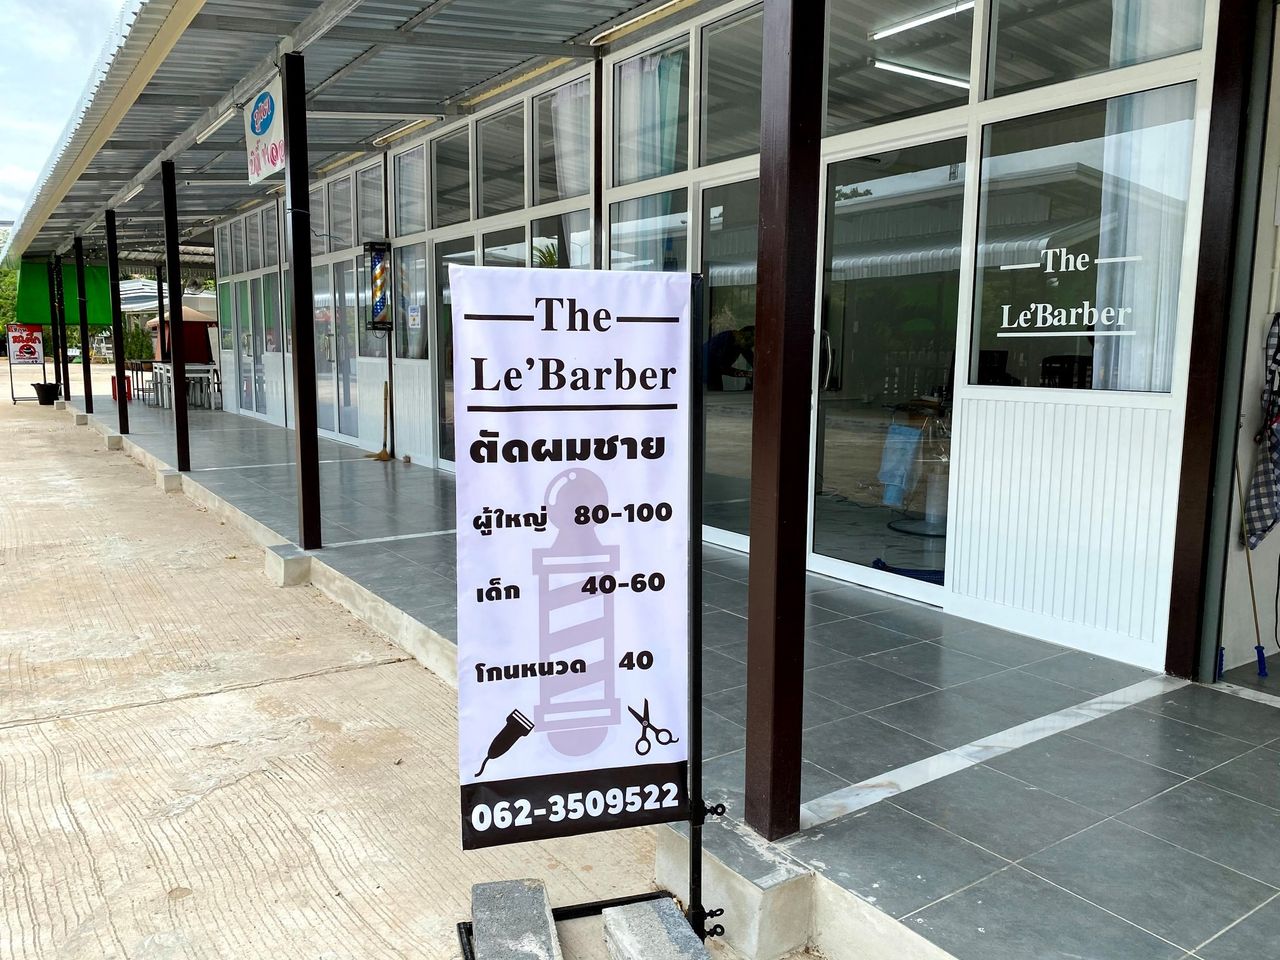 The
Le'Barber
ตัดผมชาย
ผู้ใหญ่ 80-100
เด็ก 40-60
โกนหนวด 40
062-3509522
The
Le'Barber